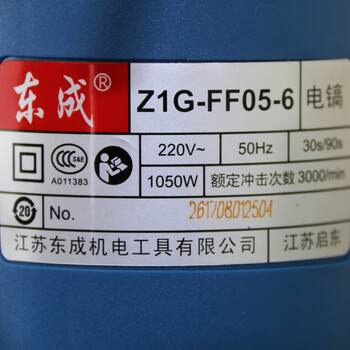 东成® Z1G-FF05-6 电镐
220V~ 50Hz 30s/90s
S&E
A011383
1050W 额定冲击次数 3000/min
20 No. 261708012504
江苏东成机电工具有限公司 江苏启东